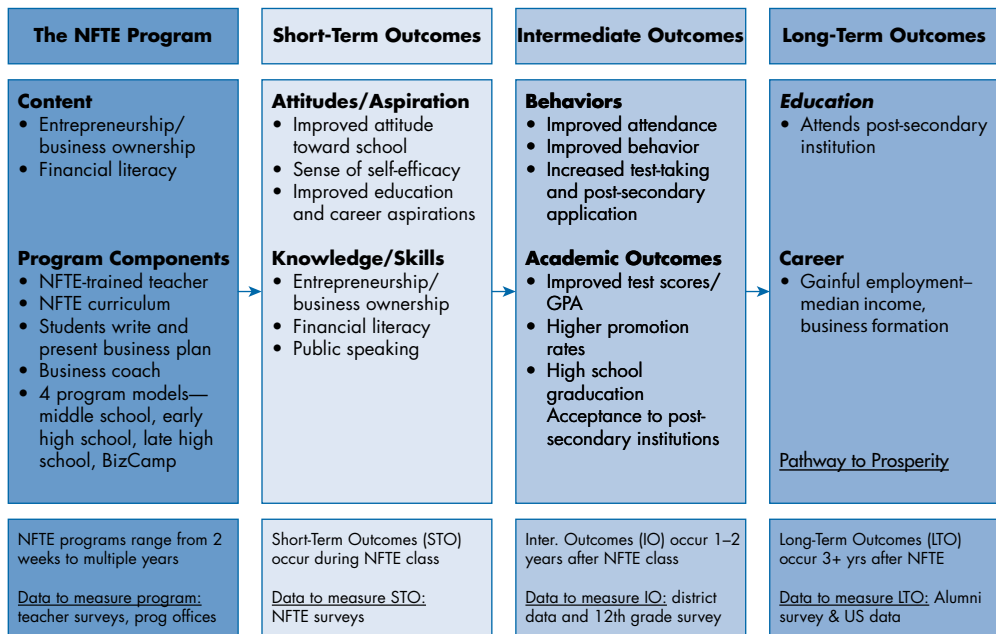 The NFTE Program
Content
• Entrepreneurship/
business ownership
• Financial literacy
Program Components
• NFTE-trained teacher
• NFTE curriculum
• Students write and
present business plan
• Business coach
• 4 program models—
middle school, early
high school, late high
school, BizCamp
NFTE programs range from 2
weeks to multiple years
Data to measure program:
teacher surveys, prog offices
Short-Term Outcomes
Attitudes/Aspiration
• Improved attitude
toward school
• Sense of self-efficacy
• Improved education
and career aspirations
Knowledge/Skills
• Entrepreneurship/
business ownership
• Financial literacy
• Public speaking
Short-Term Outcomes (STO)
occur during NFTE class
Data to measure STO:
NFTE surveys
Intermediate Outcomes
Behaviors
• Improved attendance
• Improved behavior
• Increased test-taking
and post-secondary
application
Academic Outcomes
• Improved test scores/
GPA
• Higher promotion
rates
• High school
graducation
Acceptance to post-
secondary institutions
Inter. Outcomes (IO) occur 1–2
years after NFTE class
Data to measure IO: district
data and 12th grade survey
Long-Term Outcomes
Education
• Attends post-secondary
institution
Career
• Gainful employment–
median income,
business formation
Pathway to Prosperity
Long-Term Outcomes (LTO)
occur 3+ yrs after NFTE
Data to measure LTO: Alumni
survey & US data